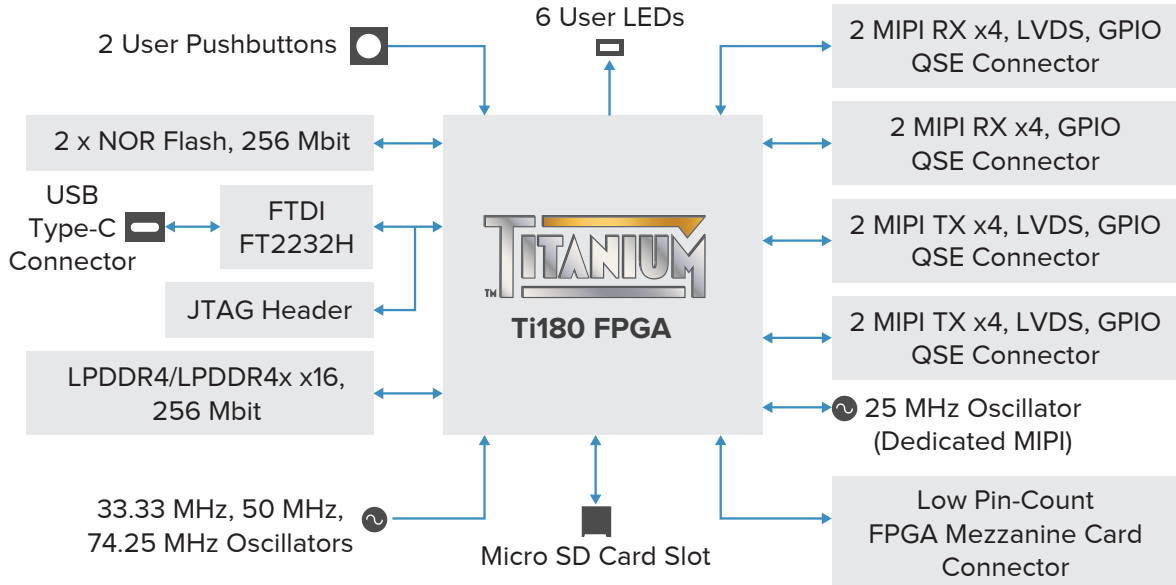 6 User LEDs
2 User Pushbuttons
2 MIPI RX x4, LVDS, GPIO
QSE Connector
2 x NOR Flash, 256 Mbit
2 MIPI RX x4, GPIO
QSE Connector
USB
Type-C
Connector
FTDI
FT2232H
JTAG Header
TITANIUM
TM
Ti180 FPGA
2 MIPI TX x4, LVDS, GPIO
QSE Connector
2 MIPI TX x4, LVDS, GPIO
QSE Connector
LPDDR4/LPDDR4x x16,
256 Mbit
25 MHz Oscillator
(Dedicated MIPI)
33.33 MHz, 50 MHz,
74.25 MHz Oscillators
Micro SD Card Slot
Low Pin-Count
FPGA Mezzanine Card
Connector